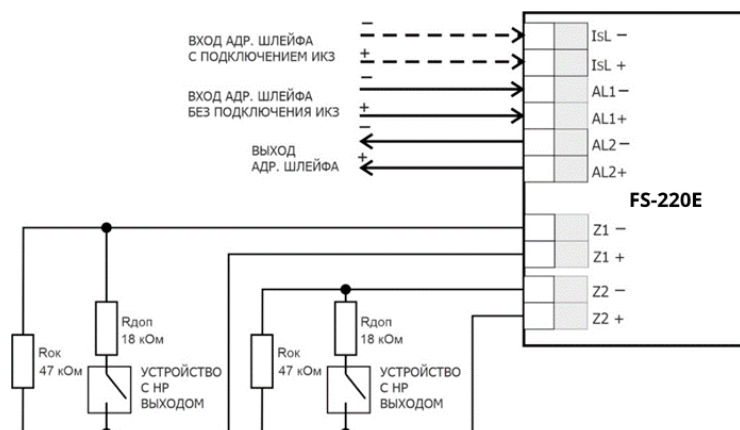 ВХОД АДР. ШЛЕЙФА
С ПОДКЛЮЧЕНИЕМ ИКЗ
−
+
IsL −
IsL +
ВХОД АДР. ШЛЕЙФА
БЕЗ ПОДКЛЮЧЕНИЯ ИКЗ
−
+
AL1−
AL1+
ВЫХОД
АДР. ШЛЕЙФА
−
+
AL2−
AL2+
FS-220E
Z1 −
Z1 +
Z2 −
Z2 +
Rок
47 кОм
Rдоп
18 кОм
УСТРОЙСТВО
С НР
ВЫХОДОМ
Rок
47 кОм
Rдоп
18 кОм
УСТРОЙСТВО
С НР
ВЫХОДОМ